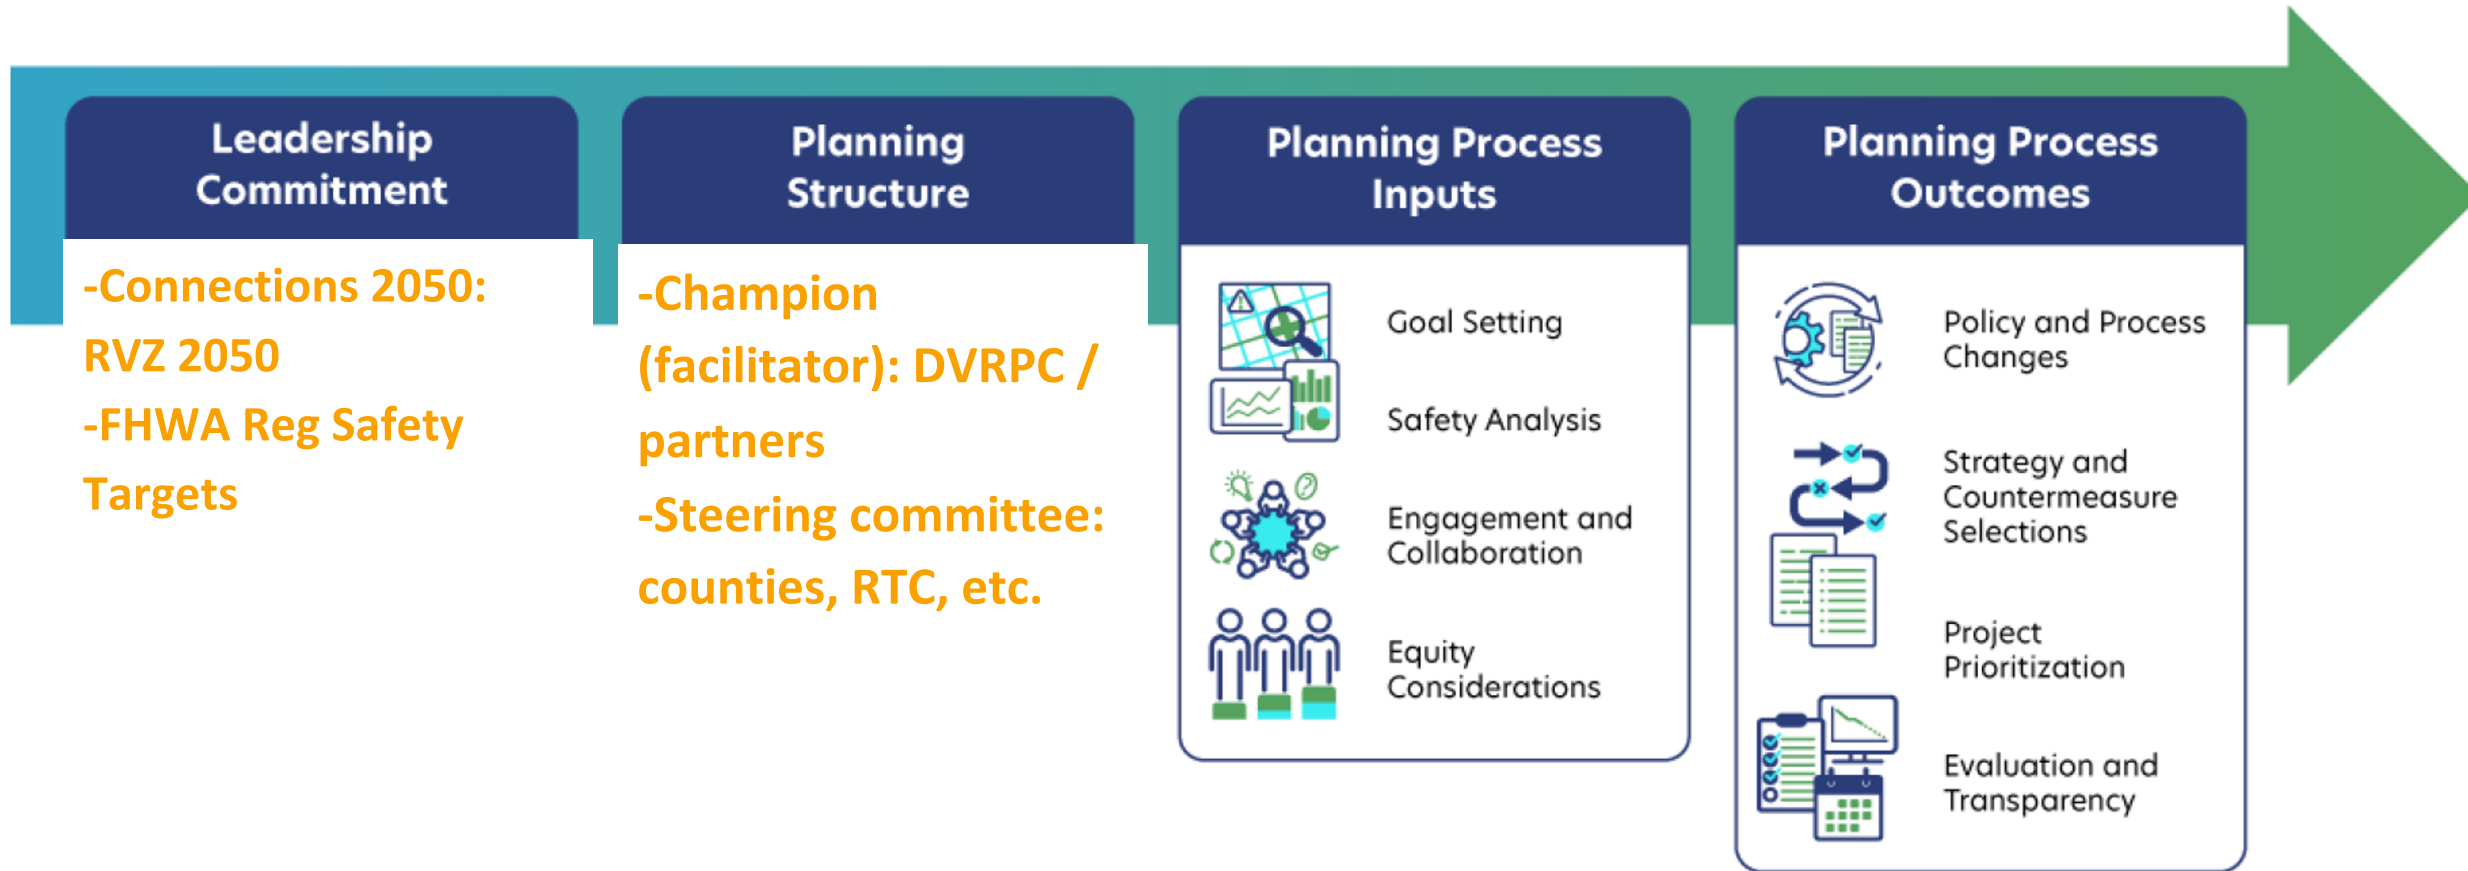 Leadership
Commitment
-Connections 2050:
RVZ 2050
-FHWA Reg Safety
Targets
Planning
Structure
-Champion
(facilitator): DVRPC /
partners
-Steering committee:
counties, RTC, etc.
Planning Process
Inputs
Goal Setting
Safety Analysis
Engagement and
Collaboration
Equity
Considerations
Planning Process
Outcomes
Policy and Process
Changes
Strategy and
Countermeasure
Selections
Project
Prioritization
Evaluation and
Transparency